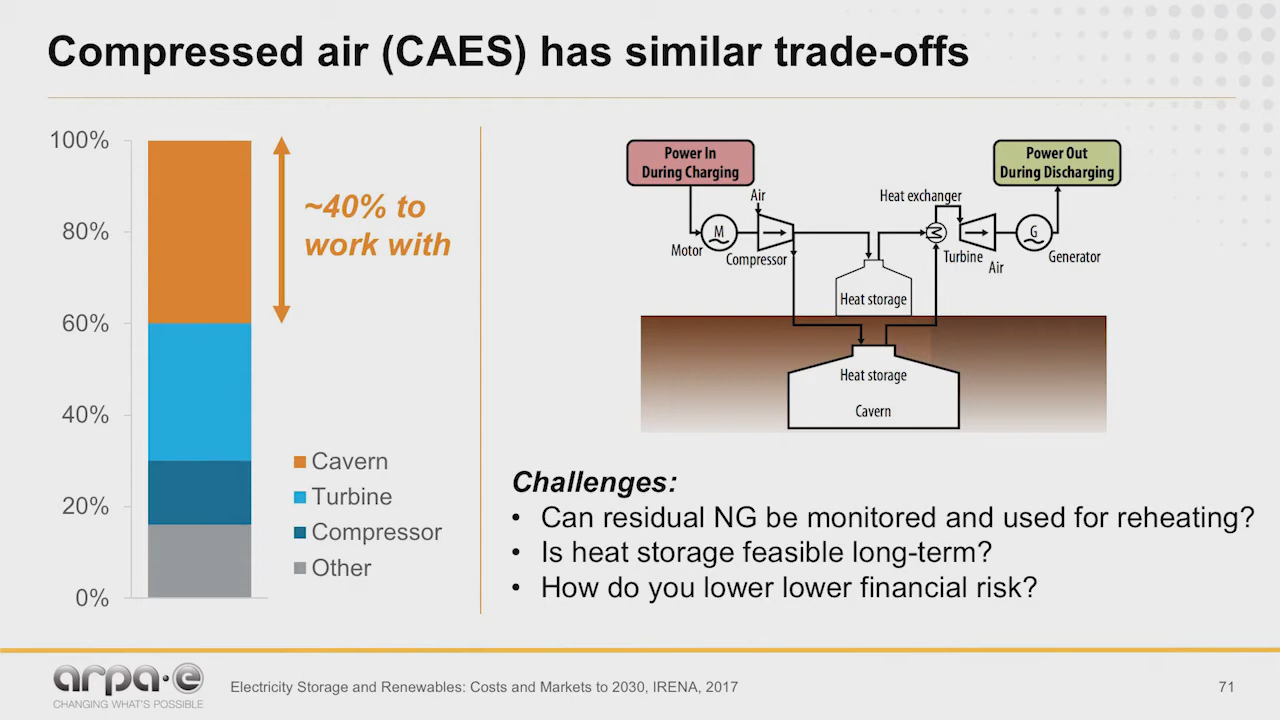 Compressed air (CAES) has similar trade-offs
100%
80%
60%
40%
20%
0%
~40% to
work with
Cavern
Turbine
Compressor
Other
Power In
During Charging
Power Out
During Discharging
Air
Heat exchanger
M
G
Motor
Compressor
Turbine
Air
Generator
Heat storage
Heat storage
Cavern
Challenges:
• Can residual NG be monitored and used for reheating?
• Is heat storage feasible long-term?
• How do you lower lower financial risk?
arpa·e
CHANGING WHAT'S POSSIBLE
Electricity Storage and Renewables: Costs and Markets to 2030, IRENA, 2017
71